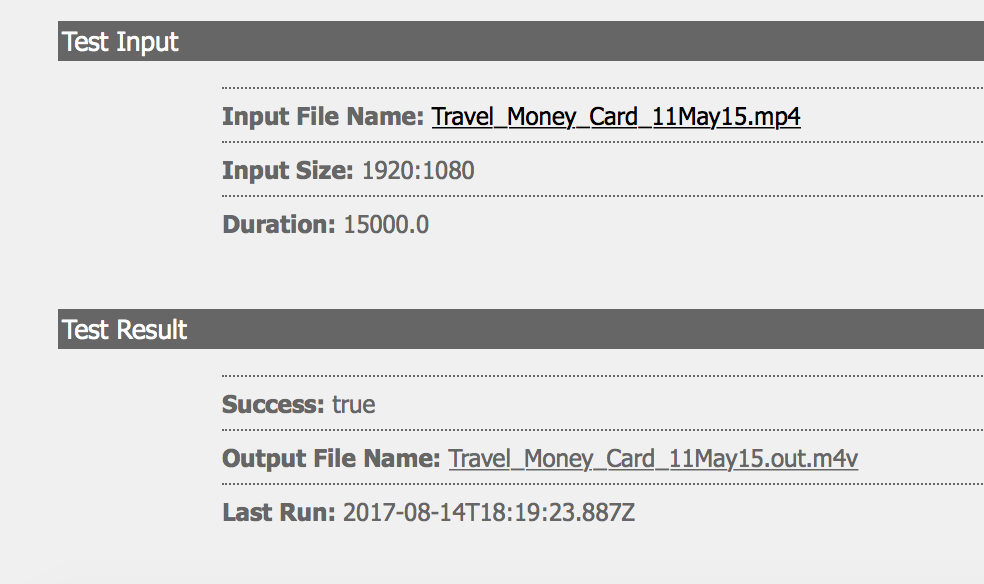 Test Input
Input File Name: Travel_Money_Card_11May15.mp4
Input Size: 1920:1080
Duration: 15000.0
Test Result
Success: true
Output File Name: Travel_Money_Card_11May15.out.m4v
Last Run: 2017-08-14T18:19:23.887Z